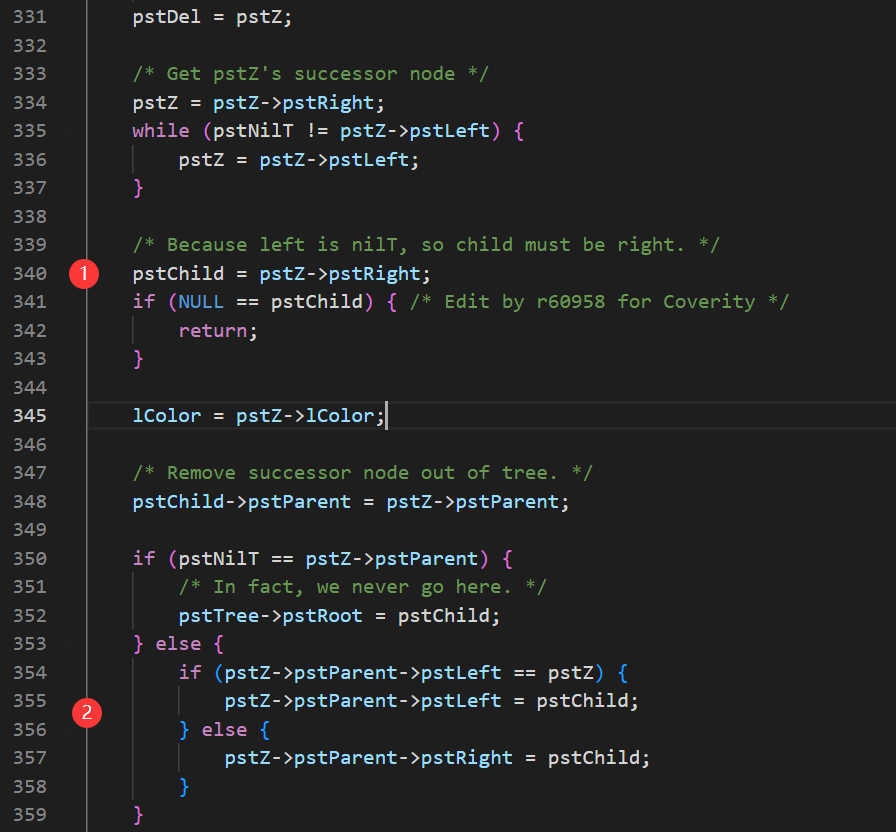 331 pstDel = pstZ;
332
333 /* Get pstZ's successor node */
334 pstZ = pstZ->pstRight;
335 while (pstNilT != pstZ->pstLeft) {
336 pstZ = pstZ->pstLeft;
337 }
338
339 /* Because left is nilT, so child must be right. */
340 1 pstChild = pstZ->pstRight;
341 if (NULL == pstChild) { /* Edit by r60958 for Coverity */
342 return;
343 }
344
345 lColor = pstZ->lColor;
346
347 /* Remove successor node out of tree. */
348 pstChild->pstParent = pstZ->pstParent;
349
350 if (pstNilT == pstZ->pstParent) {
351 /* In fact, we never go here. */
352 pstTree->pstRoot = pstChild;
353 } else {
354 if (pstZ->pstParent->pstLeft == pstZ) {
355 2 pstZ->pstParent->pstLeft = pstChild;
356 } else {
357 pstZ->pstParent->pstRight = pstChild;
358 }
359 }